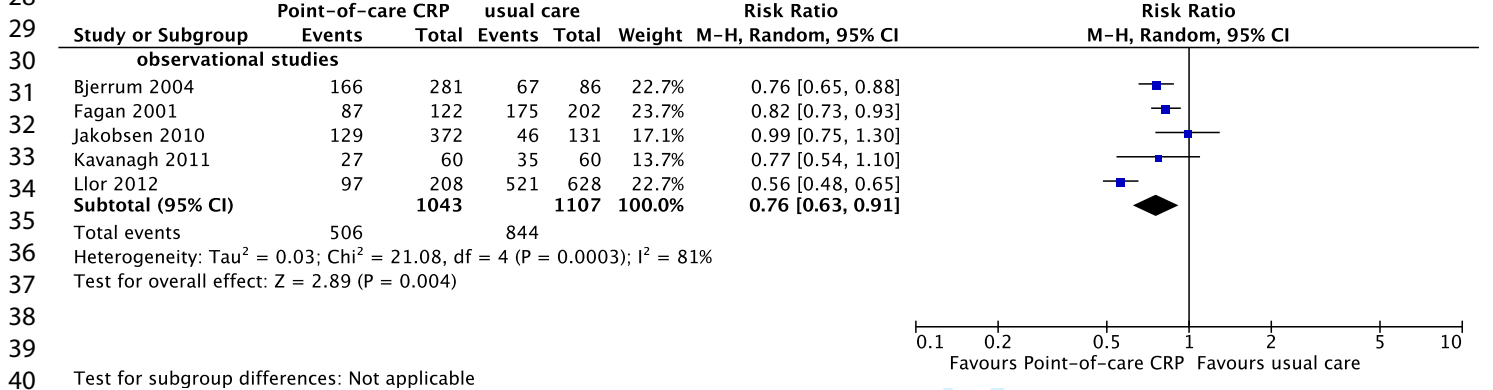 28
Point-of-care CRP usual care Risk Ratio Risk Ratio
29 Study or Subgroup Events Total Events Total Weight M-H, Random, 95% CI M-H, Random, 95% CI
30 observational studies
31 Bjerrum 2004 166 281 67 86 22.7% 0.76 [0.65, 0.88]
Fagan 2001 87 122 175 202 23.7% 0.82 [0.73, 0.93]
32 Jakobsen 2010 129 372 46 131 17.1% 0.99 [0.75, 1.30]
33 Kavanagh 2011 27 60 35 60 13.7% 0.77 [0.54, 1.10]
34 Llor 2012 97 208 521 628 22.7% 0.56 [0.48, 0.65]
Subtotal (95% CI) 1043 1107 100.0% 0.76 [0.63, 0.91]
35 Total events 506 844
36 Heterogeneity: Tau² = 0.03; Chi² = 21.08, df = 4 (P = 0.0003); I² = 81%
37 Test for overall effect: Z = 2.89 (P = 0.004)
38
39 0.1 0.2 0.5 1 2 5 10
Favours Point-of-care CRP Favours usual care
40 Test for subgroup differences: Not applicable